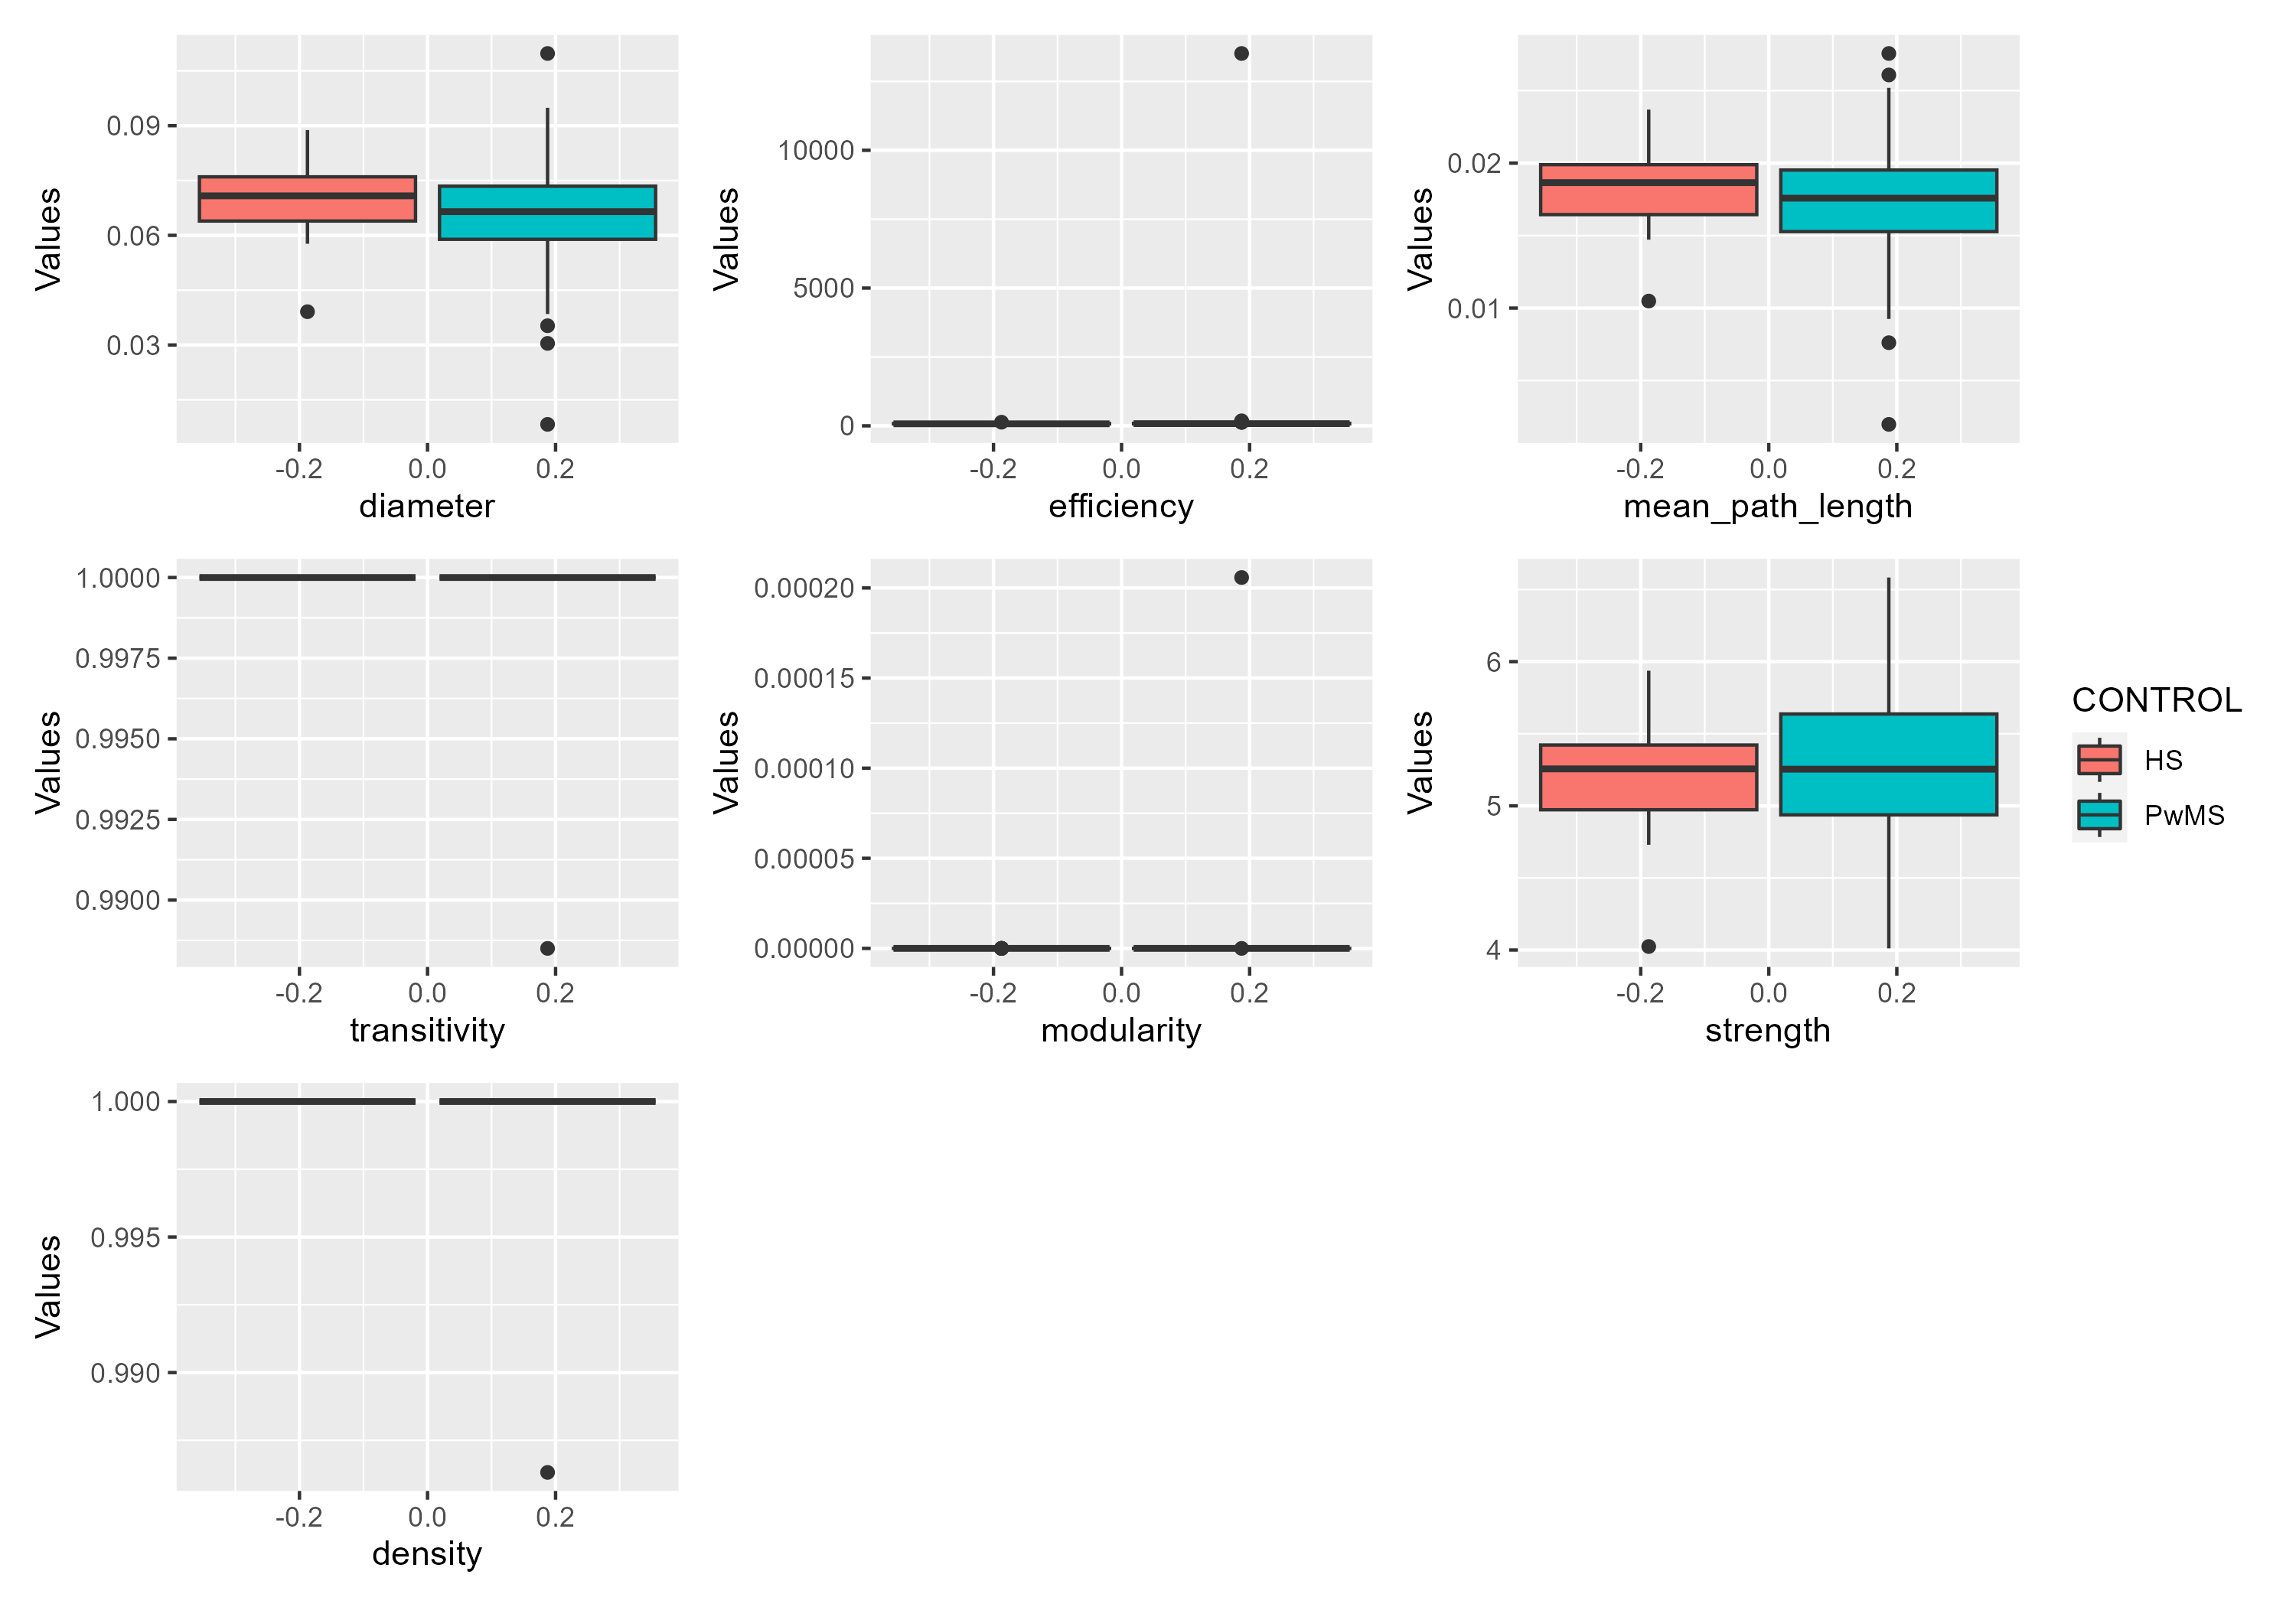 Values
0.09
0.06
0.03
-0.2 0.0 0.2
diameter
Values
10000
5000
0
-0.2 0.0 0.2
efficiency
Values
0.02
0.01
-0.2 0.0 0.2
mean_path_length
Values
1.0000
0.9975
0.9950
0.9925
0.9900
-0.2 0.0 0.2
transitivity
Values
0.00020
0.00015
0.00010
0.00005
0.00000
-0.2 0.0 0.2
modularity
Values
6
5
4
-0.2 0.0 0.2
strength
CONTROL
HS
PwMS
Values
1.000
0.995
0.990
-0.2 0.0 0.2
density